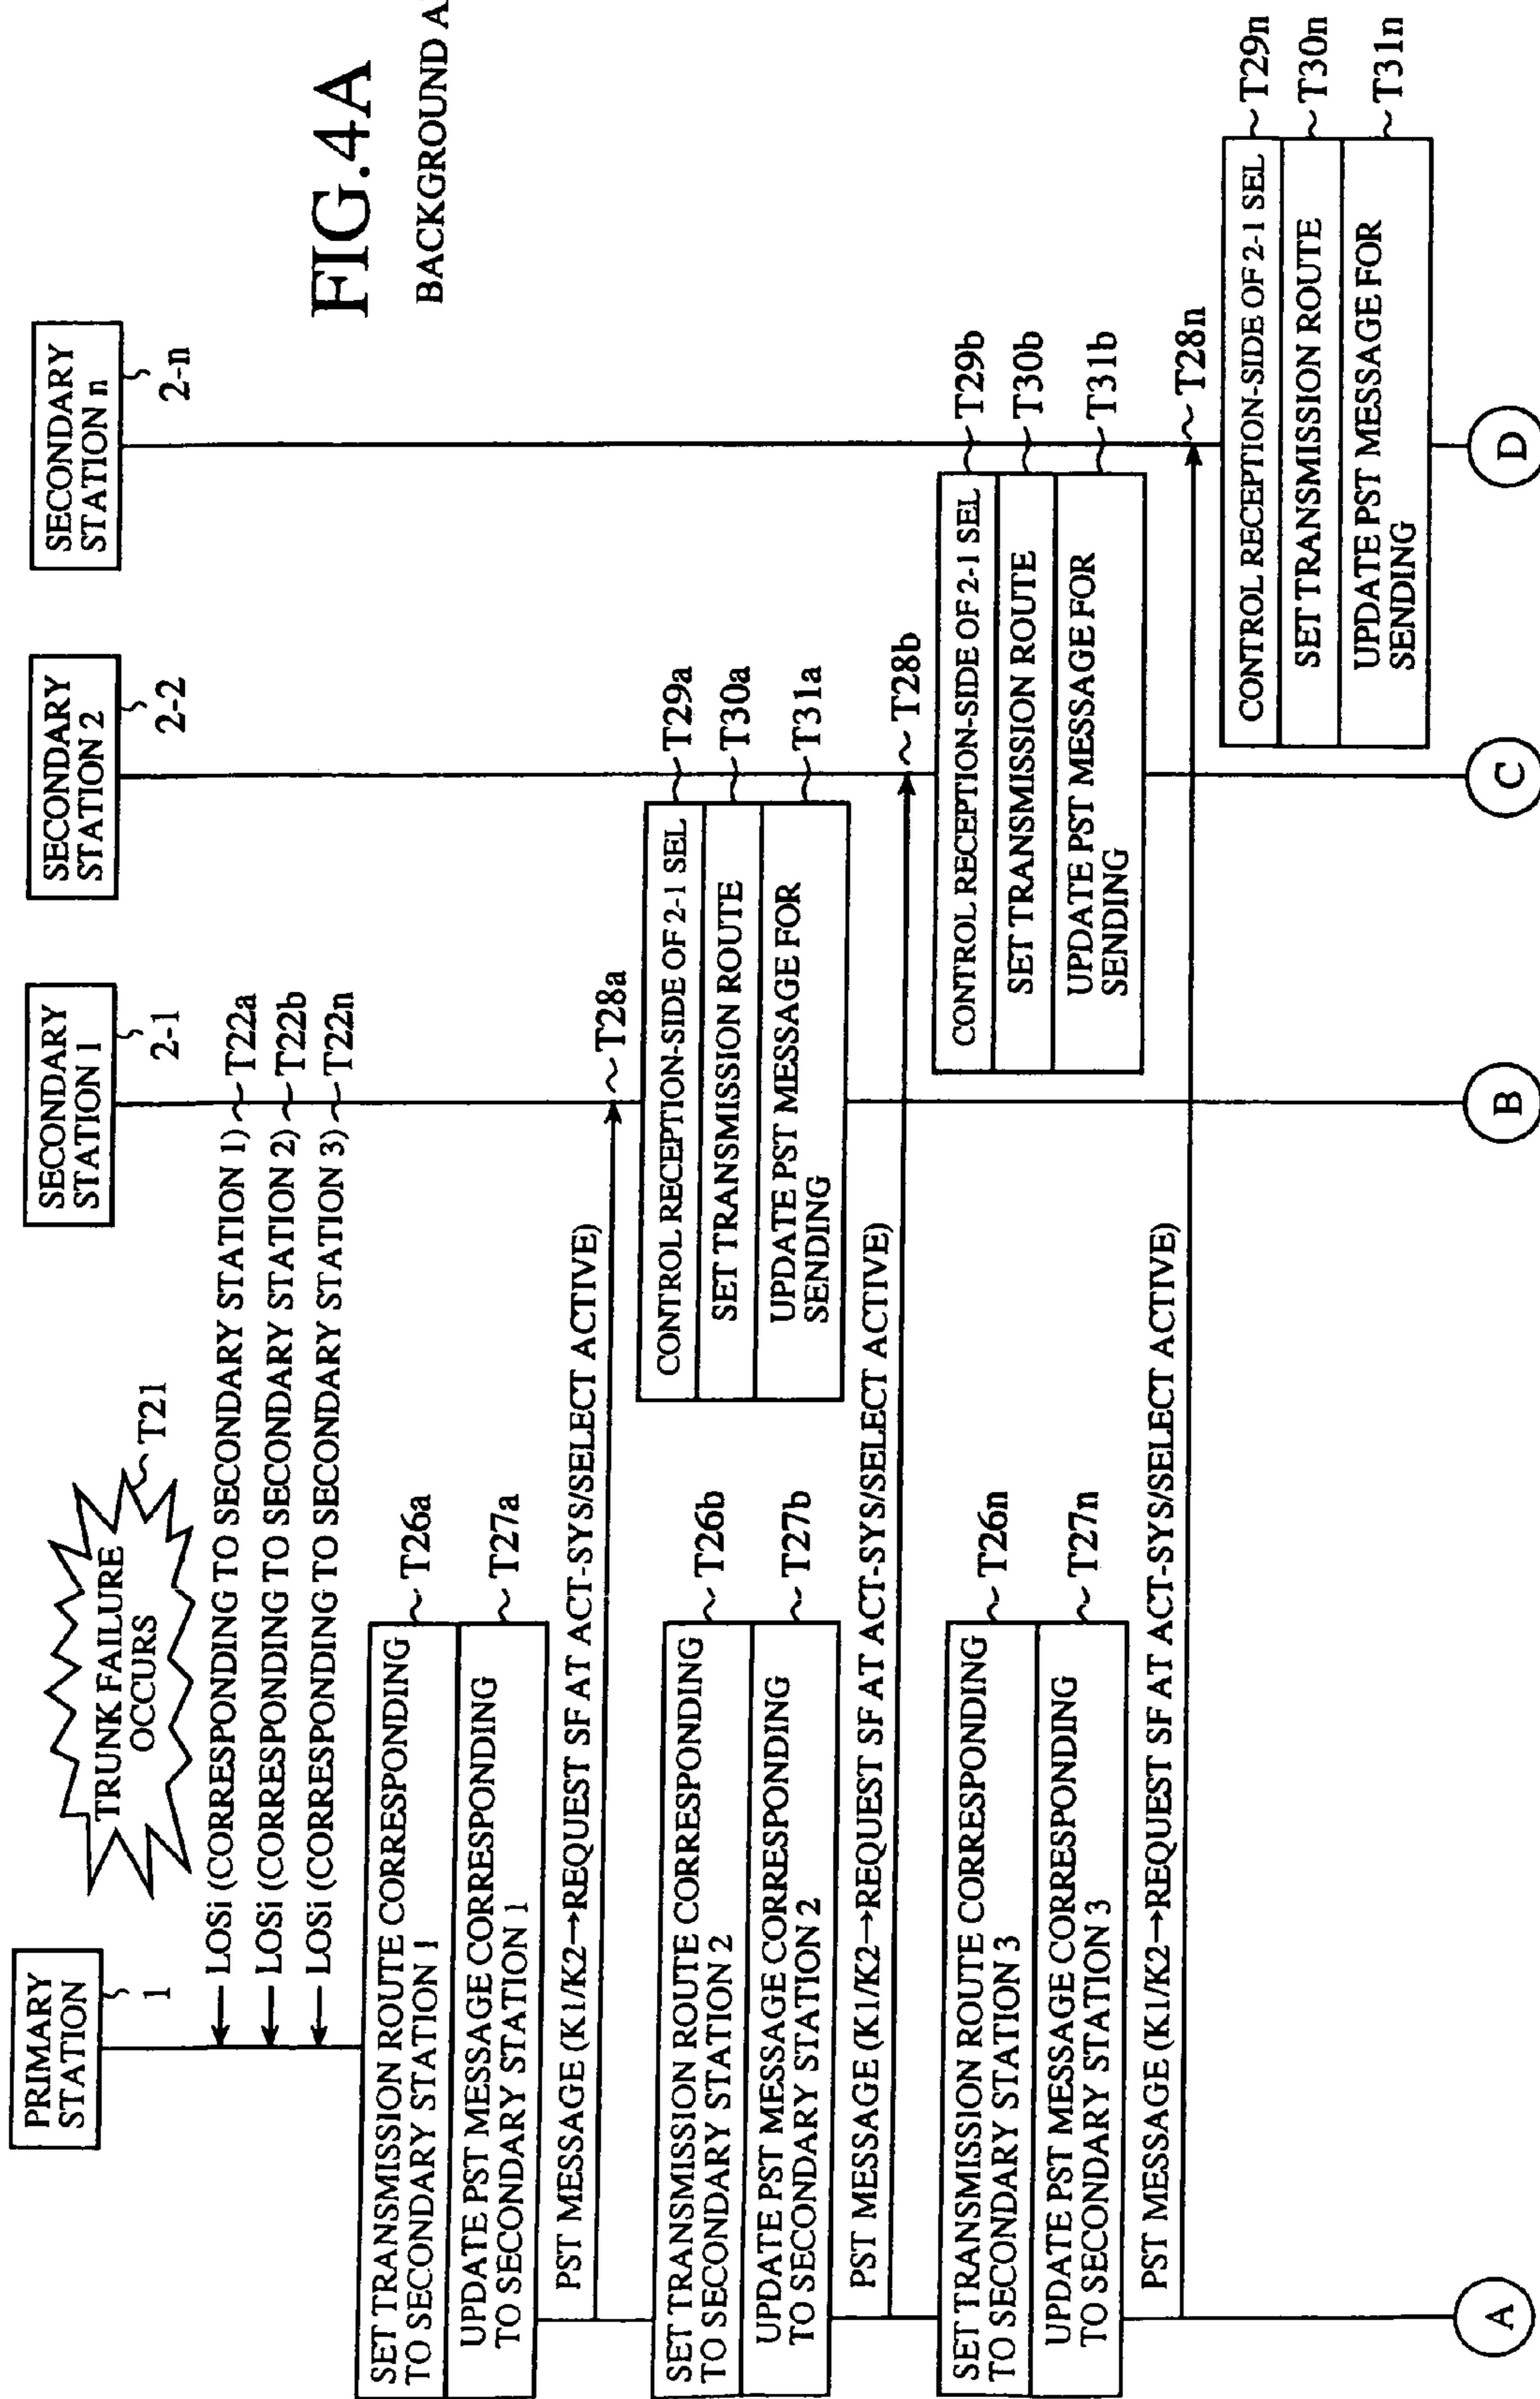 FIG.4A
BACKGROUND A
PRIMARY
STATION
1
SECONDARY
STATION 1
2-1
SECONDARY
STATION 2
2-2
SECONDARY
STATION n
2-n
TRUNK FAILURE
OCCURS
T21
LOSi (CORRESPONDING TO SECONDARY STATION 1) T22a
LOSi (CORRESPONDING TO SECONDARY STATION 2) T22b
LOSi (CORRESPONDING TO SECONDARY STATION 3) T22n
SET TRANSMISSION ROUTE CORRESPONDING
TO SECONDARY STATION 1
T26a
UPDATE PST MESSAGE CORRESPONDING
TO SECONDARY STATION 1
T27a
PST MESSAGE (K1/K2→REQUEST SF AT ACT-SYS/SELECT ACTIVE)
T28a
CONTROL RECEPTION-SIDE OF 2-1 SEL
T29a
SET TRANSMISSION ROUTE
T30a
UPDATE PST MESSAGE FOR
SENDING
T31a
SET TRANSMISSION ROUTE CORRESPONDING
TO SECONDARY STATION 2
T26b
UPDATE PST MESSAGE CORRESPONDING
TO SECONDARY STATION 2
T27b
PST MESSAGE (K1/K2→REQUEST SF AT ACT-SYS/SELECT ACTIVE)
T28b
CONTROL RECEPTION-SIDE OF 2-1 SEL
T29b
SET TRANSMISSION ROUTE
T30b
UPDATE PST MESSAGE FOR
SENDING
T31b
SET TRANSMISSION ROUTE CORRESPONDING
TO SECONDARY STATION 3
T26n
UPDATE PST MESSAGE CORRESPONDING
TO SECONDARY STATION 3
T27n
PST MESSAGE (K1/K2→REQUEST SF AT ACT-SYS/SELECT ACTIVE)
T28n
CONTROL RECEPTION-SIDE OF 2-1 SEL
T29n
SET TRANSMISSION ROUTE
T30n
UPDATE PST MESSAGE FOR
SENDING
T31n
A
B
C
D